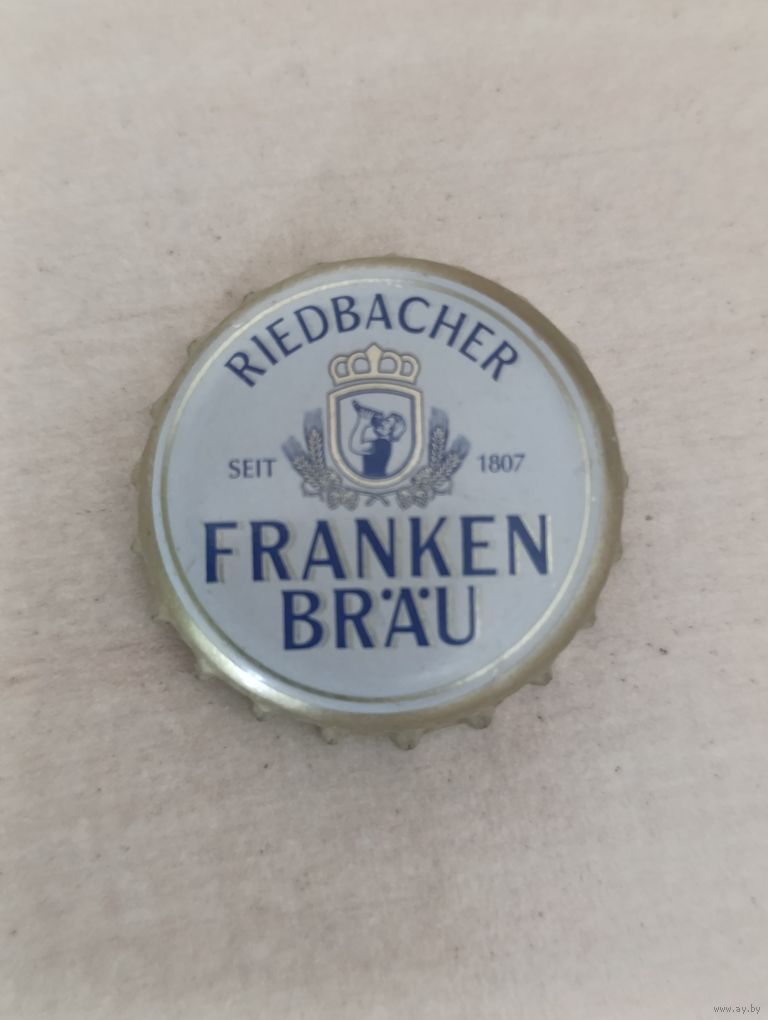 RIEDBACHER
SEIT 1807
FRANKEN
BRÄU
www.ay.by